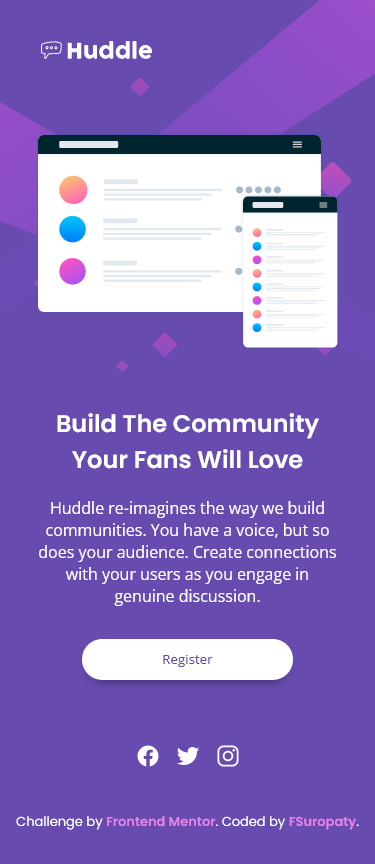 Huddle
Build The Community
Your Fans Will Love
Huddle re-imagines the way we build
communities. You have a voice, but so
does your audience. Create connections
with your users as you engage in
genuine discussion.
Register
Challenge by Frontend Mentor. Coded by FSuropaty.